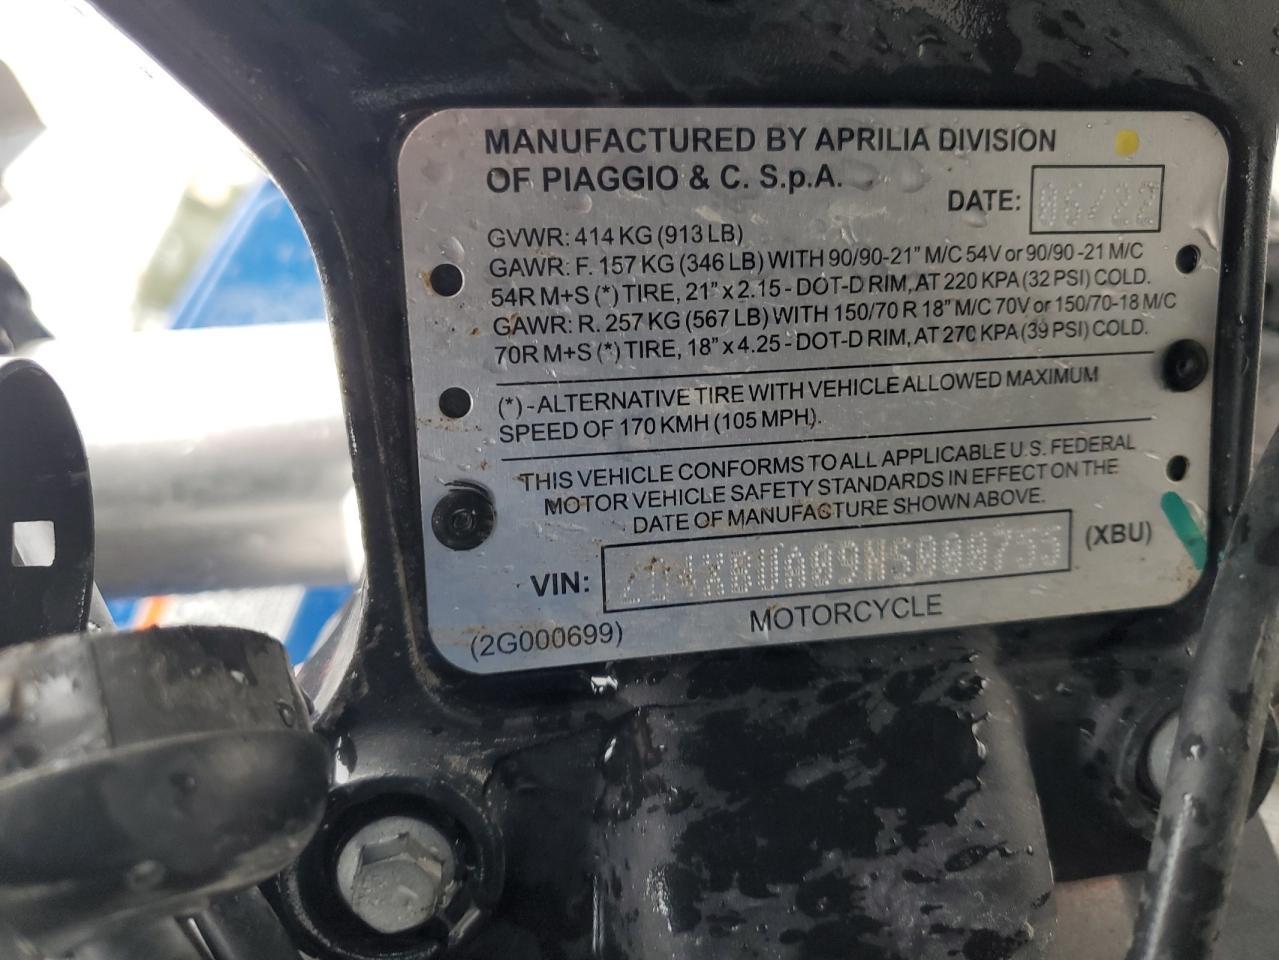 MANUFACTURED BY APRILIA DIVISION
OF PIAGGIO & C. S.p.A.
DATE: 06/22
GVWR: 414 KG (913 LB)
GAWR: F. 157 KG (346 LB) WITH 90/90-21" M/C 54V or 90/90 -21 M/C
54R M+S (*) TIRE, 21" x 2.15 - DOT-D RIM, AT 220 KPA (32 PSI) COLD.
GAWR: R. 257 KG (567 LB) WITH 150/70 R 18" M/C 70V or 150/70-18 M/C
70R M+S (*) TIRE, 18" x 4.25 - DOT-D RIM, AT 270 KPA (39 PSI) COLD.
(*) - ALTERNATIVE TIRE WITH VEHICLE ALLOWED MAXIMUM
SPEED OF 170 KMH (105 MPH).
THIS VEHICLE CONFORMS TO ALL APPLICABLE U.S. FEDERAL
MOTOR VEHICLE SAFETY STANDARDS IN EFFECT ON THE
DATE OF MANUFACTURE SHOWN ABOVE.
VIN: ZD4XBUA09NS000755 (XBU)
MOTORCYCLE
(2G000699)